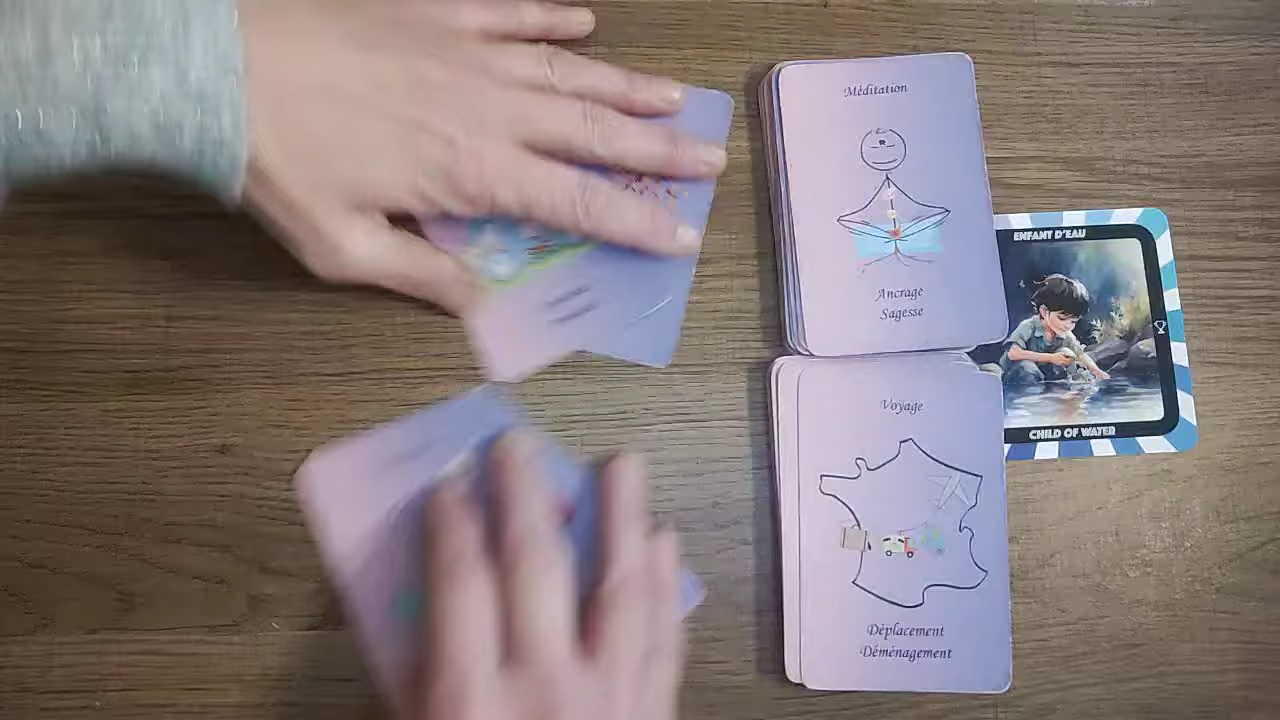 Méditation
Ancrage
Sagesse
ENFANT D'EAU
CHILD OF WATER
Voyage
Déplacement
Déménagement